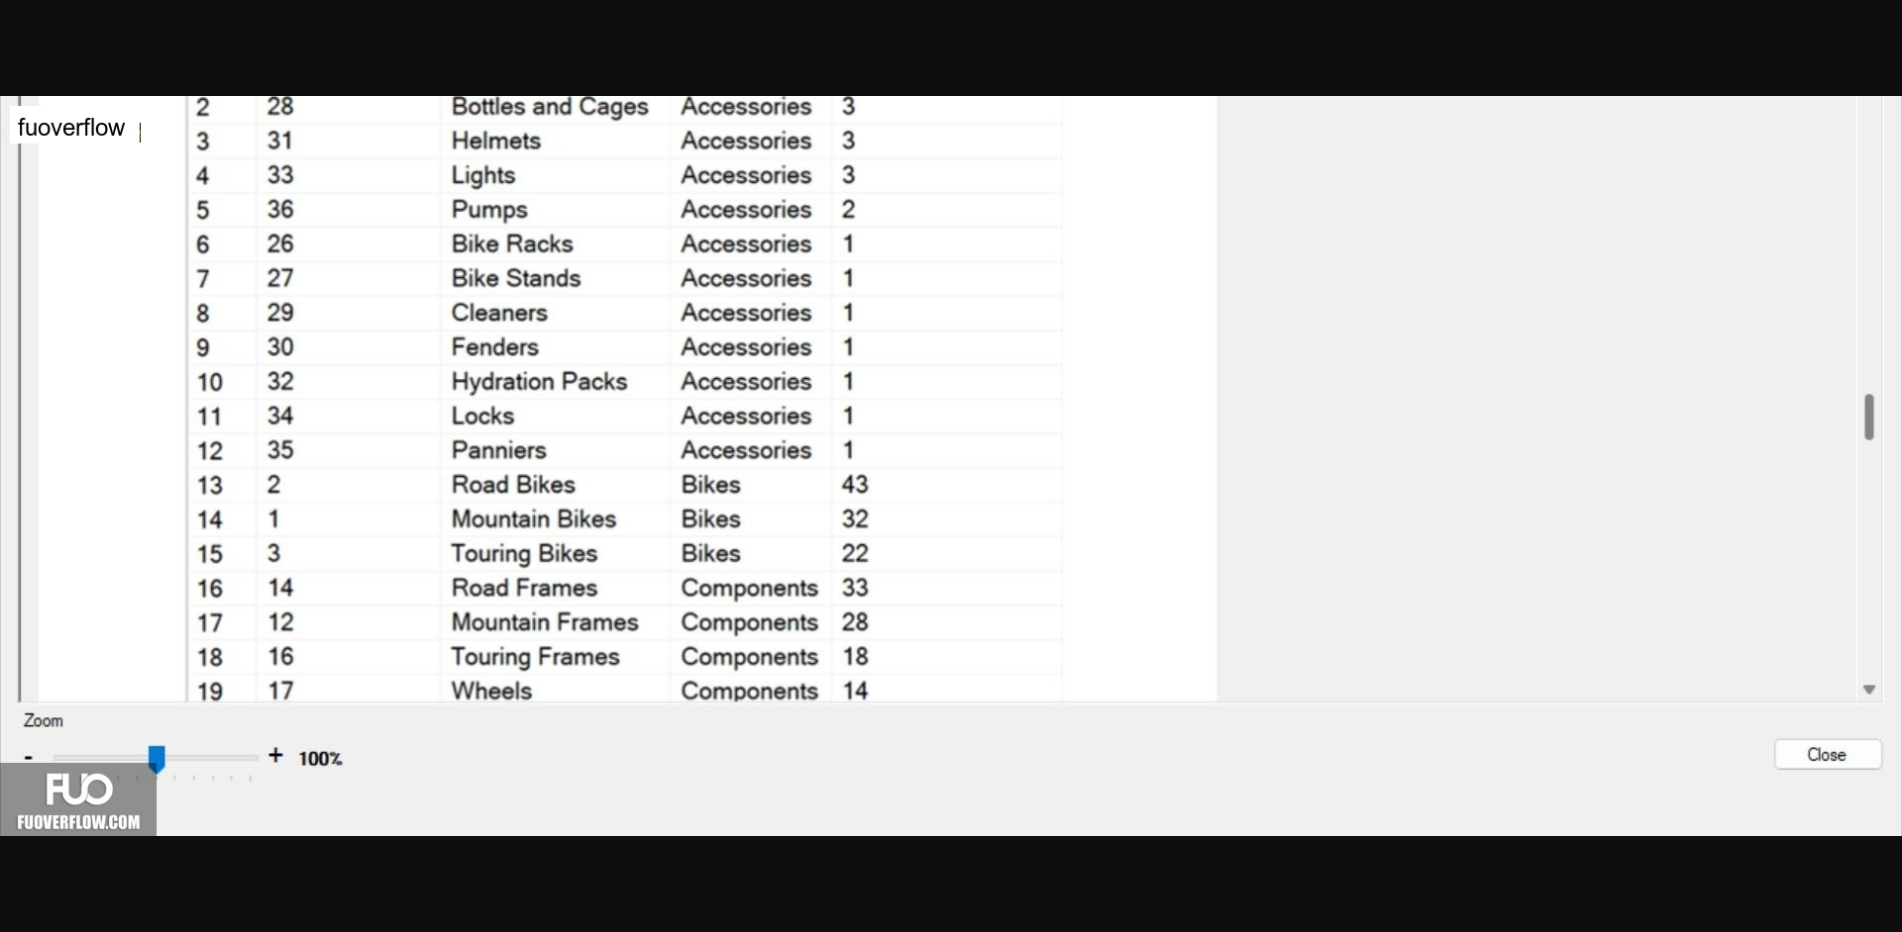 2 28 Bottles and Cages Accessories 3
fuoverflow
3 31 Helmets Accessories 3
4 33 Lights Accessories 3
5 36 Pumps Accessories 2
6 26 Bike Racks Accessories 1
7 27 Bike Stands Accessories 1
8 29 Cleaners Accessories 1
9 30 Fenders Accessories 1
10 32 Hydration Packs Accessories 1
11 34 Locks Accessories 1
12 35 Panniers Accessories 1
13 2 Road Bikes Bikes 43
14 1 Mountain Bikes Bikes 32
15 3 Touring Bikes Bikes 22
16 14 Road Frames Components 33
17 12 Mountain Frames Components 28
18 16 Touring Frames Components 18
19 17 Wheels Components 14
Zoom
- + 100%
Close
FUO
FUOVERFLOW.COM